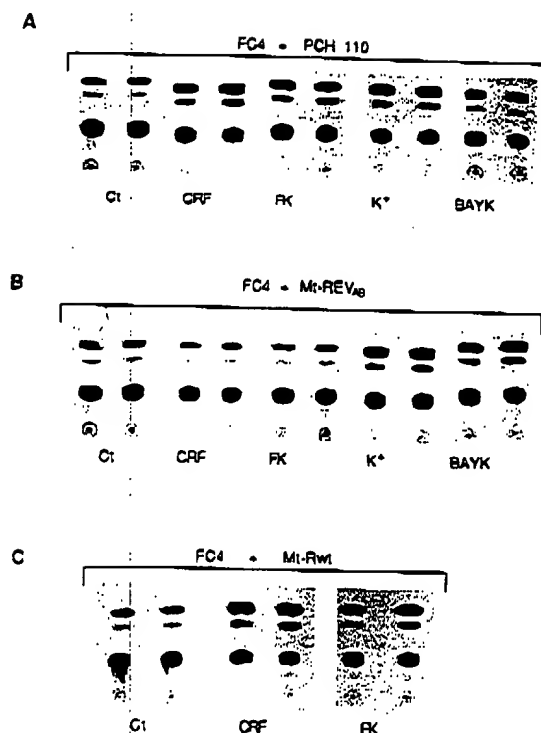 A
FC4 + PCH 110
Ct CRF FK K+ BAYK
B
FC4 + Mt-REVAB
Ct CRF FK K+ BAYK
C
FC4 + Mt-Rwt
Ct CRF FK